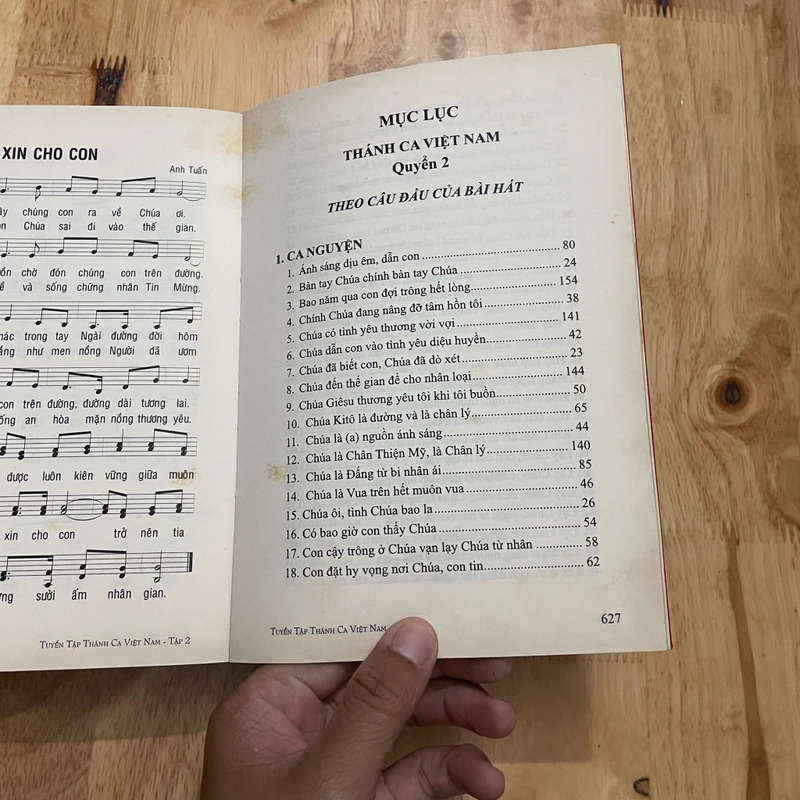 XIN CHO CON
Anh Tuấn
chúng con ra về Chúa ơi.
Chúa sai đi vào thế gian.
chờ đón chúng con trên đường.
và sống chứng nhân Tin Mừng.
trong tay Ngài đường đời hôm
như men nồng Người đã ươm
con trên đường, đường dài tương lai.
an hòa mặn nồng thương yêu.
được luôn kiên vững giữa muôn
xin cho con trở nên tia
sưởi ấm nhân gian.
TUYỂN TẬP THÁNH CA VIỆT NAM - TẬP 2
MỤC LỤC
THÁNH CA VIỆT NAM
Quyển 2
THEO CÂU ĐẦU CỦA BÀI HÁT
1. CA NGUYỆN
1. Ánh sáng dịu êm, dẫn con ........ 80
2. Bàn tay Chúa chính bàn tay Chúa ........ 24
3. Bao năm qua con đợi trông hết lòng ........ 154
4. Chính Chúa đang nâng đỡ tâm hồn tôi ........ 38
5. Chúa có tình yêu thương vời vợi ........ 141
6. Chúa dẫn con vào tình yêu diệu huyền ........ 42
7. Chúa đã biết con, Chúa đã dò xét ........ 23
8. Chúa đến thế gian để cho nhân loại ........ 144
9. Chúa Giêsu thương yêu tôi khi tôi buồn ........ 50
10. Chúa Kitô là đường và là chân lý ........ 65
11. Chúa là (a) nguồn ánh sáng ........ 44
12. Chúa là Chân Thiện Mỹ, là Chân lý ........ 140
13. Chúa là Đấng từ bi nhân ái ........ 85
14. Chúa là Vua trên hết muôn vua ........ 46
15. Chúa ôi, tình Chúa bao la ........ 26
16. Có bao giờ con thấy Chúa ........ 54
17. Con cậy trông ở Chúa vạn lạy Chúa từ nhân ........ 58
18. Con đặt hy vọng nơi Chúa, con tin ........ 62
TUYỂN TẬP THÁNH CA VIỆT NAM
627